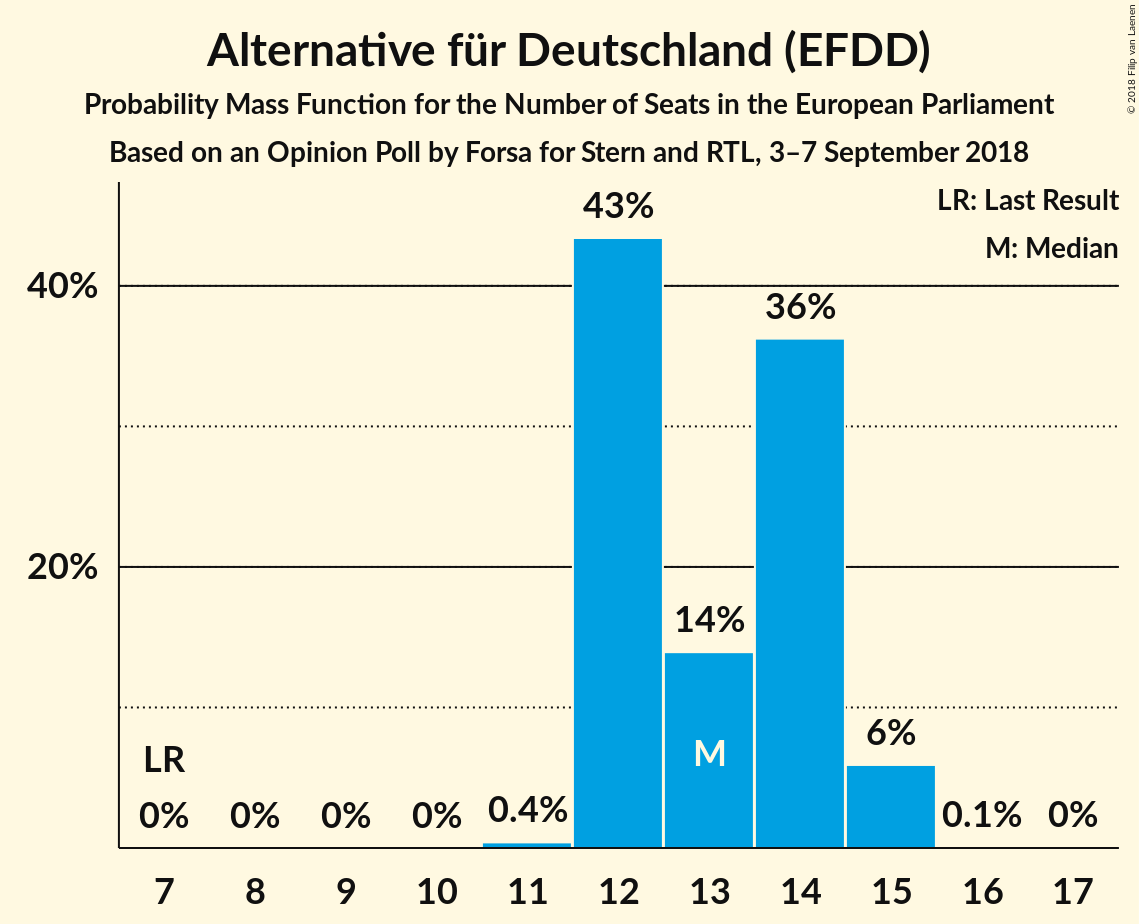 Alternative für Deutschland (EFDD)
Probability Mass Function for the Number of Seats in the European Parliament
Based on an Opinion Poll by Forsa for Stern and RTL, 3–7 September 2018
© 2018 Filip van Laenen
LR: Last Result
M: Median
40%
20%
43%
36%
14%
M
6%
LR
0%
0%
0%
0%
0.4%
0.1%
0%
7 8 9 10 11 12 13 14 15 16 17